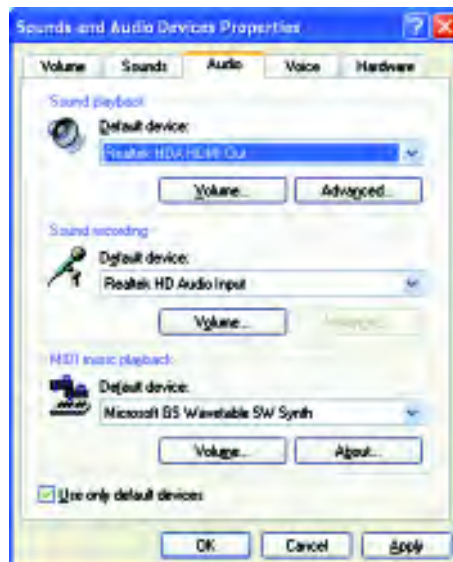 Sounds and Audio Devices Properties
Volume Sounds Audio Voice Hardware
Sound playback
Default device:
Realtek HDA HDMI Out
Volume... Advanced...
Sound recording
Default device:
Realtek HD Audio Input
Volume... Advanced...
MIDI music playback
Default device:
Microsoft GS Wavetable SW Synth
Volume... About...
Use only default devices
OK Cancel Apply